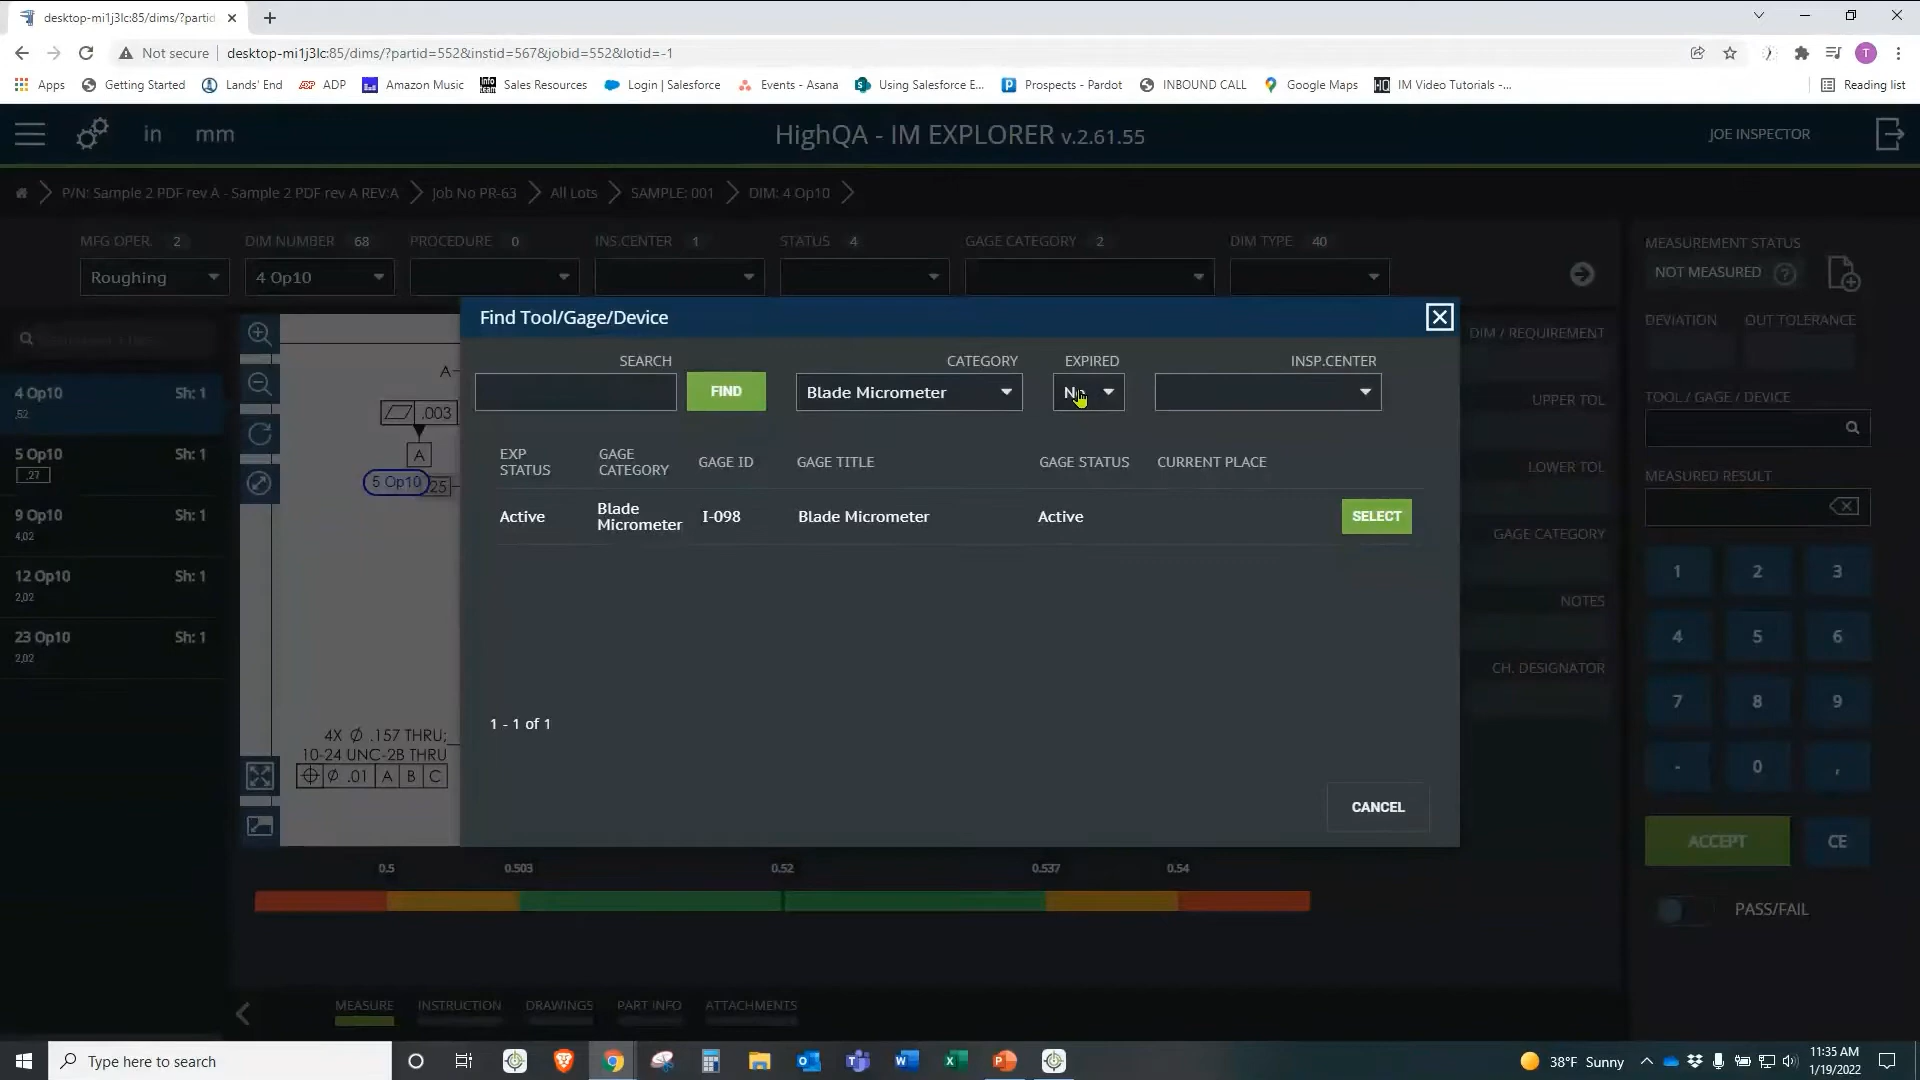 desktop-mi1j3lc:85/dims/?partid
Not secure
desktop-mi1j3lc:85/dims/?partid=552&instid=567&jobid=552&lotid=-1
T
Apps
Getting Started
Lands' End
ADP
Amazon Music
Sales Resources
Login | Salesforce
Events - Asana
Using Salesforce E...
Prospects - Pardot
INBOUND CALL
Google Maps
IM Video Tutorials -...
Reading list
in
mm
HighQA - IM EXPLORER v.2.61.55
JOE INSPECTOR
P/N: Sample 2 PDF rev A - Sample 2 PDF rev A REV:A
Job No PR-63
All Lots
SAMPLE: 001
DIM: 4 Op10
MFG OPER. 2
DIM NUMBER 68
PROCEDURE 0
INS.CENTER 1
STATUS 4
GAGE CATEGORY 2
DIM TYPE 40
Roughing
4 Op10
MEASUREMENT STATUS
NOT MEASURED
DEVIATION
OUT TOLERANCE
4 Op10 Sh: 1
.52
5 Op10 Sh: 1
.27
9 Op10 Sh: 1
4,02
12 Op10 Sh: 1
2,02
23 Op10 Sh: 1
2,02
A
.003
A
5 Op10
.25
4X Ø .157 THRU;
10-24 UNC-2B THRU
⌖ Ø .01 A B C
Find Tool/Gage/Device
SEARCH
CATEGORY
EXPIRED
INSP.CENTER
FIND
Blade Micrometer
No
EXP STATUS
GAGE CATEGORY
GAGE ID
GAGE TITLE
GAGE STATUS
CURRENT PLACE
Active
Blade Micrometer
I-098
Blade Micrometer
Active
SELECT
1 - 1 of 1
CANCEL
DIM / REQUIREMENT
UPPER TOL
LOWER TOL
GAGE CATEGORY
NOTES
CH. DESIGNATOR
TOOL / GAGE / DEVICE
MEASURED RESULT
1 2 3
4 5 6
7 8 9
- 0 ,
ACCEPT
CE
PASS/FAIL
0.5
0.503
0.52
0.537
0.54
MEASURE
INSTRUCTION
DRAWINGS
PART INFO
ATTACHMENTS
Type here to search
38°F Sunny
11:35 AM
1/19/2022